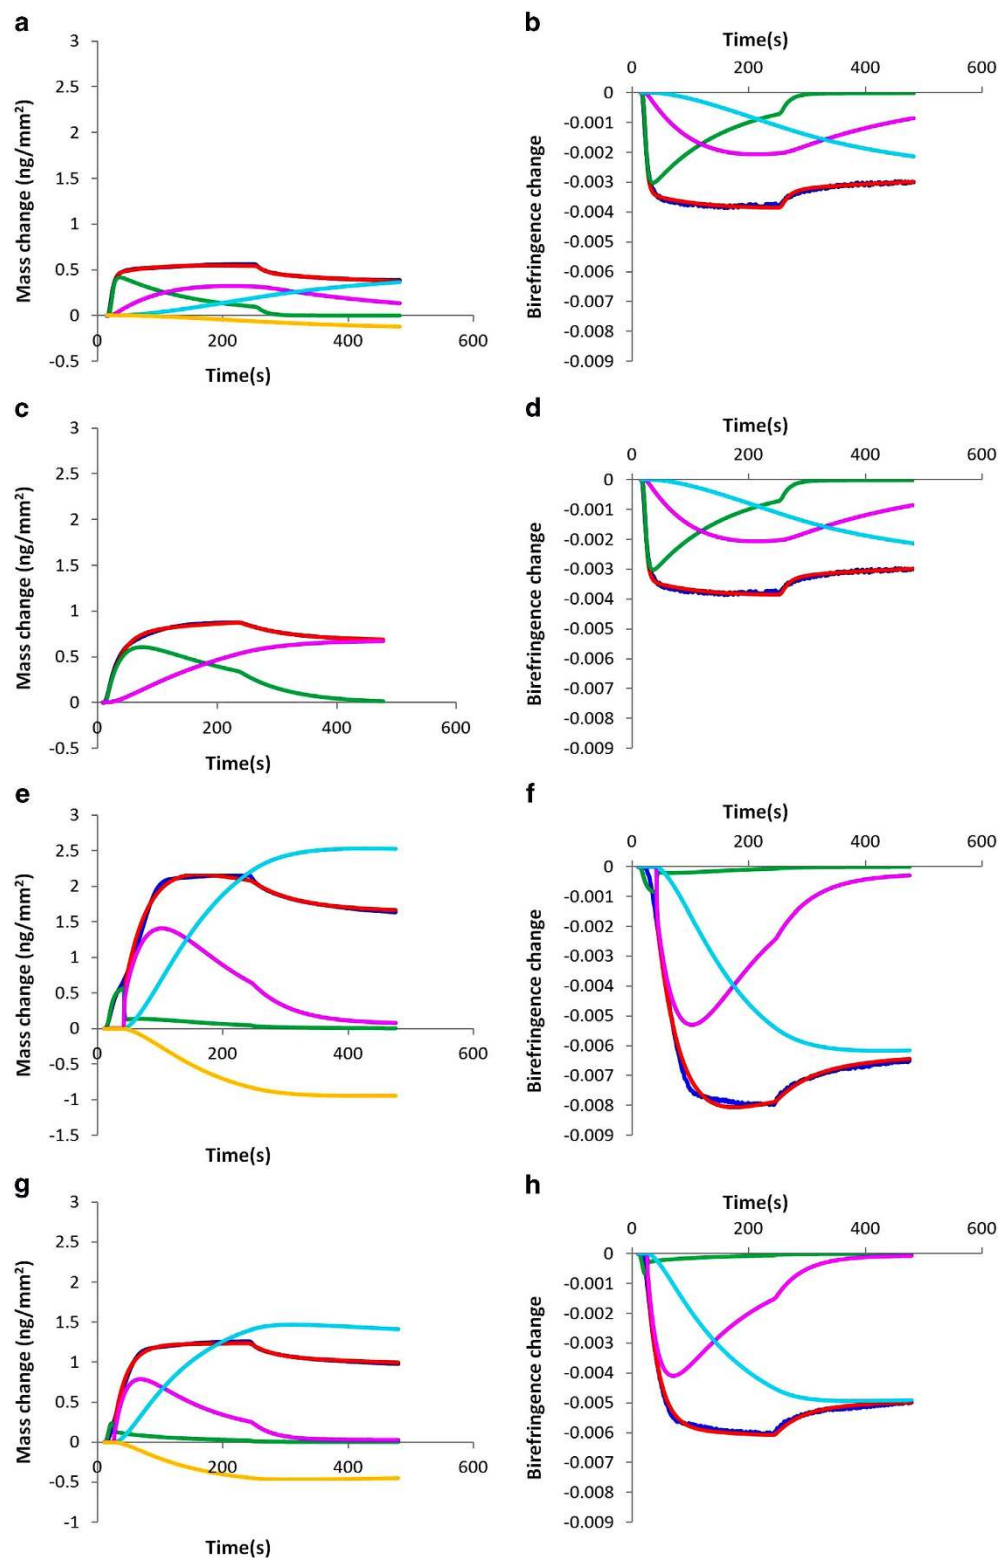 a
Mass change (ng/mm²)
3
2.5
2
1.5
1
0.5
0
-0.5
0 200 400 600
Time(s)
b
Time(s)
0 200 400 600
Birefringence change
0
-0.001
-0.002
-0.003
-0.004
-0.005
-0.006
-0.007
-0.008
-0.009
c
Mass change (ng/mm²)
3
2.5
2
1.5
1
0.5
0
-0.5
0 200 400 600
Time(s)
d
Time(s)
0 200 400 600
Birefringence change
0
-0.001
-0.002
-0.003
-0.004
-0.005
-0.006
-0.007
-0.008
-0.009
e
Mass change (ng/mm²)
3
2.5
2
1.5
1
0.5
0
-0.5
-1
-1.5
0 200 400 600
Time(s)
f
Time(s)
0 200 400 600
Birefringence change
0
-0.001
-0.002
-0.003
-0.004
-0.005
-0.006
-0.007
-0.008
-0.009
g
Mass change (ng/mm²)
3
2.5
2
1.5
1
0.5
0
-0.5
-1
0 200 400 600
Time(s)
h
Time(s)
0 200 400 600
Birefringence change
0
-0.001
-0.002
-0.003
-0.004
-0.005
-0.006
-0.007
-0.008
-0.009